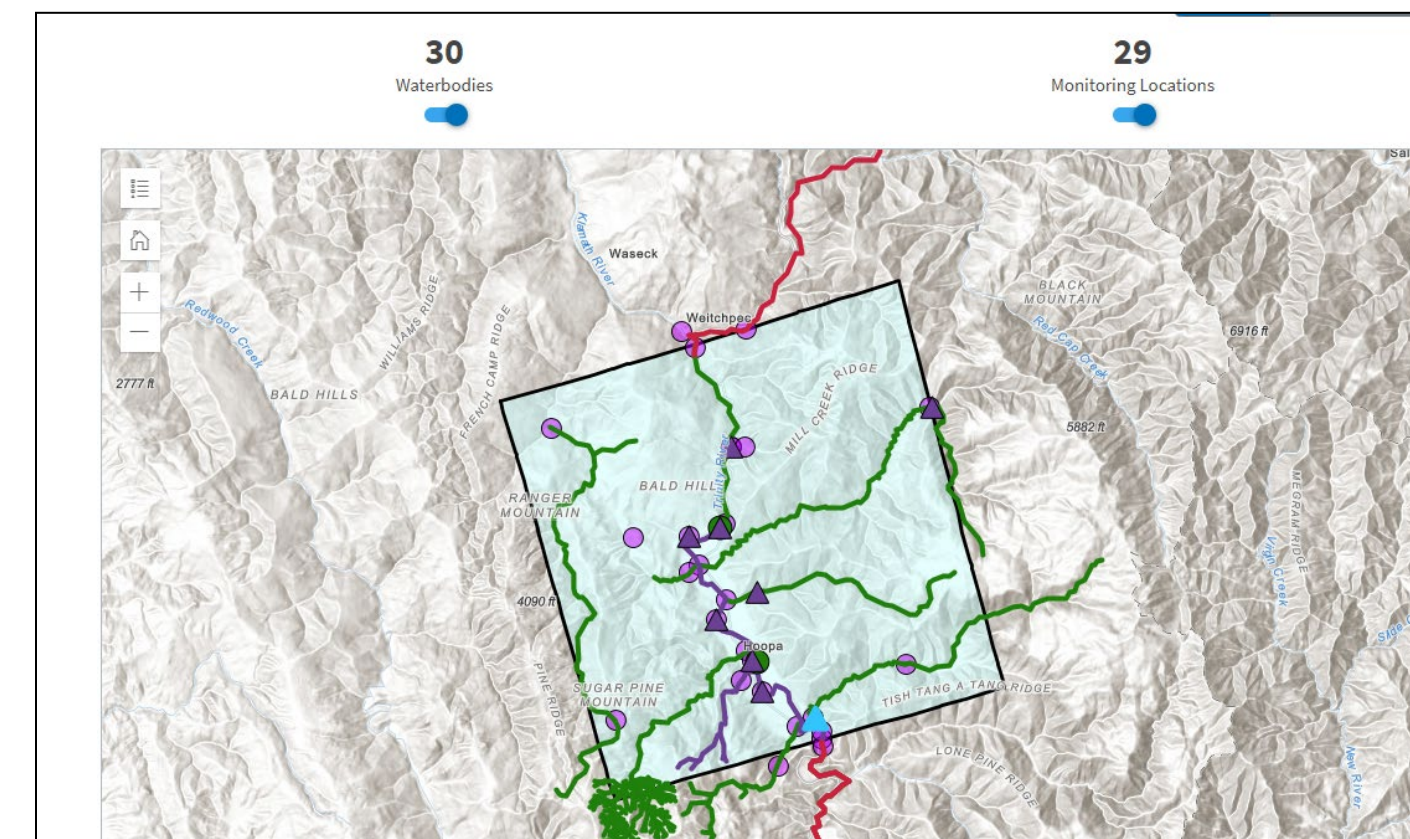 30
Waterbodies
29
Monitoring Locations
Sal
Klamath River
Waseck
Redwood Creek
WILLIAMS RIDGE
FRENCH CAMP RIDGE
Weitchpec
BLACK
MOUNTAIN
Red Cap Creek
6916 ft
2777 ft
BALD HILLS
MILL CREEK RIDGE
5882 ft
Trinity River
BALD HILL
RANGER
MOUNTAIN
MEGRAM RIDGE
Virgin Creek
4090 ft
Hoopa
PINE RIDGE
SUGAR PINE
MOUNTAIN
TISH TANG A TANG RIDGE
LONE PINE RIDGE
New River